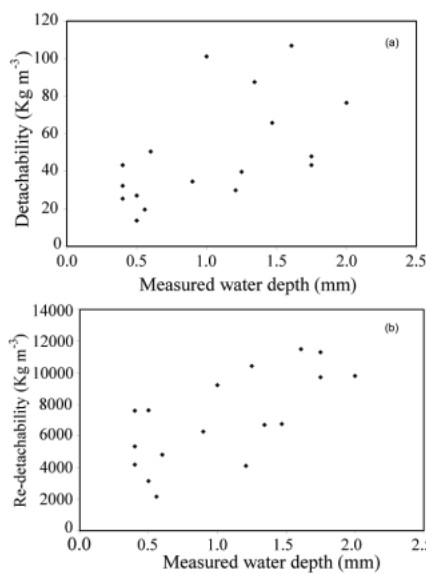 120
(a)
100
80
60
40
20
0
0.0 0.5 1.0 1.5 2.0 2.5
Detachability (Kg m-3)
Measured water depth (mm)
14000
(b)
12000
10000
8000
6000
4000
2000
0
0.0 0.5 1.0 1.5 2.0 2.5
Re-detachability (Kg m-3)
Measured water depth (mm)